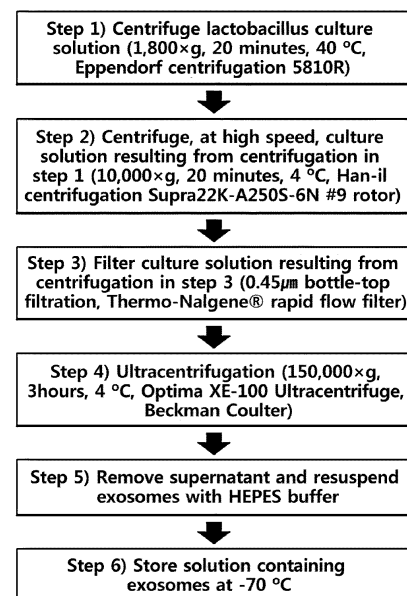 Step 1) Centrifuge lactobacillus culture
solution (1,800×g, 20 minutes, 40 ºC,
Eppendorf centrifugation 5810R)
Step 2) Centrifuge, at high speed, culture
solution resulting from centrifugation in
step 1 (10,000×g, 20 minutes, 4 ºC, Han-il
centrifugation Supra22K-A250S-6N #9 rotor)
Step 3) Filter culture solution resulting from
centrifugation in step 3 (0.45㎛ bottle-top
filtration, Thermo-Nalgene® rapid flow filter)
Step 4) Ultracentrifugation (150,000×g,
3hours, 4 ºC, Optima XE-100 Ultracentrifuge,
Beckman Coulter)
Step 5) Remove supernatant and resuspend
exosomes with HEPES buffer
Step 6) Store solution containing
exosomes at -70 ºC